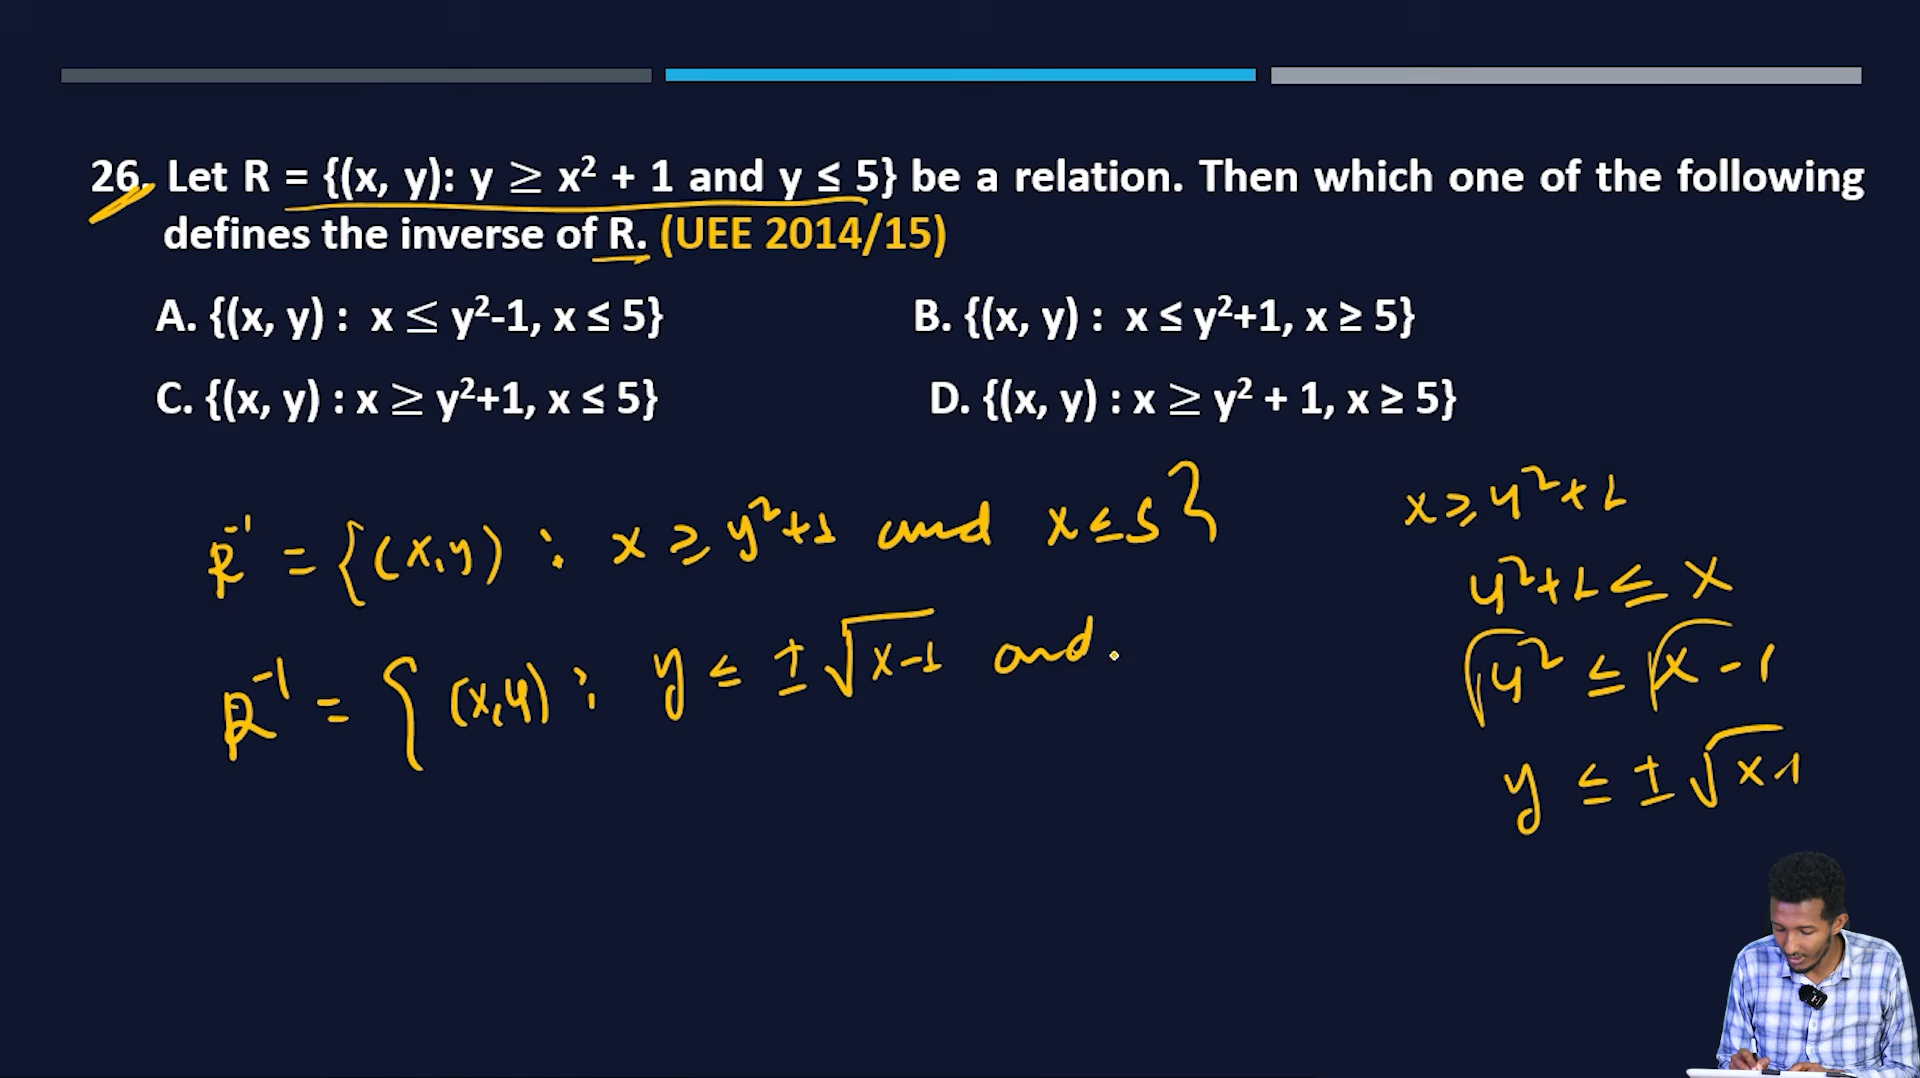 26. Let R = {(x, y): y ≥ x² + 1 and y ≤ 5} be a relation. Then which one of the following
defines the inverse of R. (UEE 2014/15)
A. {(x, y) : x ≤ y²-1, x ≤ 5}
B. {(x, y) : x ≤ y²+1, x ≥ 5}
C. {(x, y) : x ≥ y²+1, x ≤ 5}
D. {(x, y) : x ≥ y² + 1, x ≥ 5}
R⁻¹ = {(x,y) : x ≥ y²+1 and x ≤ 5}
R⁻¹ = {(x,y) : y ≤ ±√x-1 and
x ≥ y²+1
y²+1 ≤ x
√y² ≤ √x-1
y ≤ ±√x-1